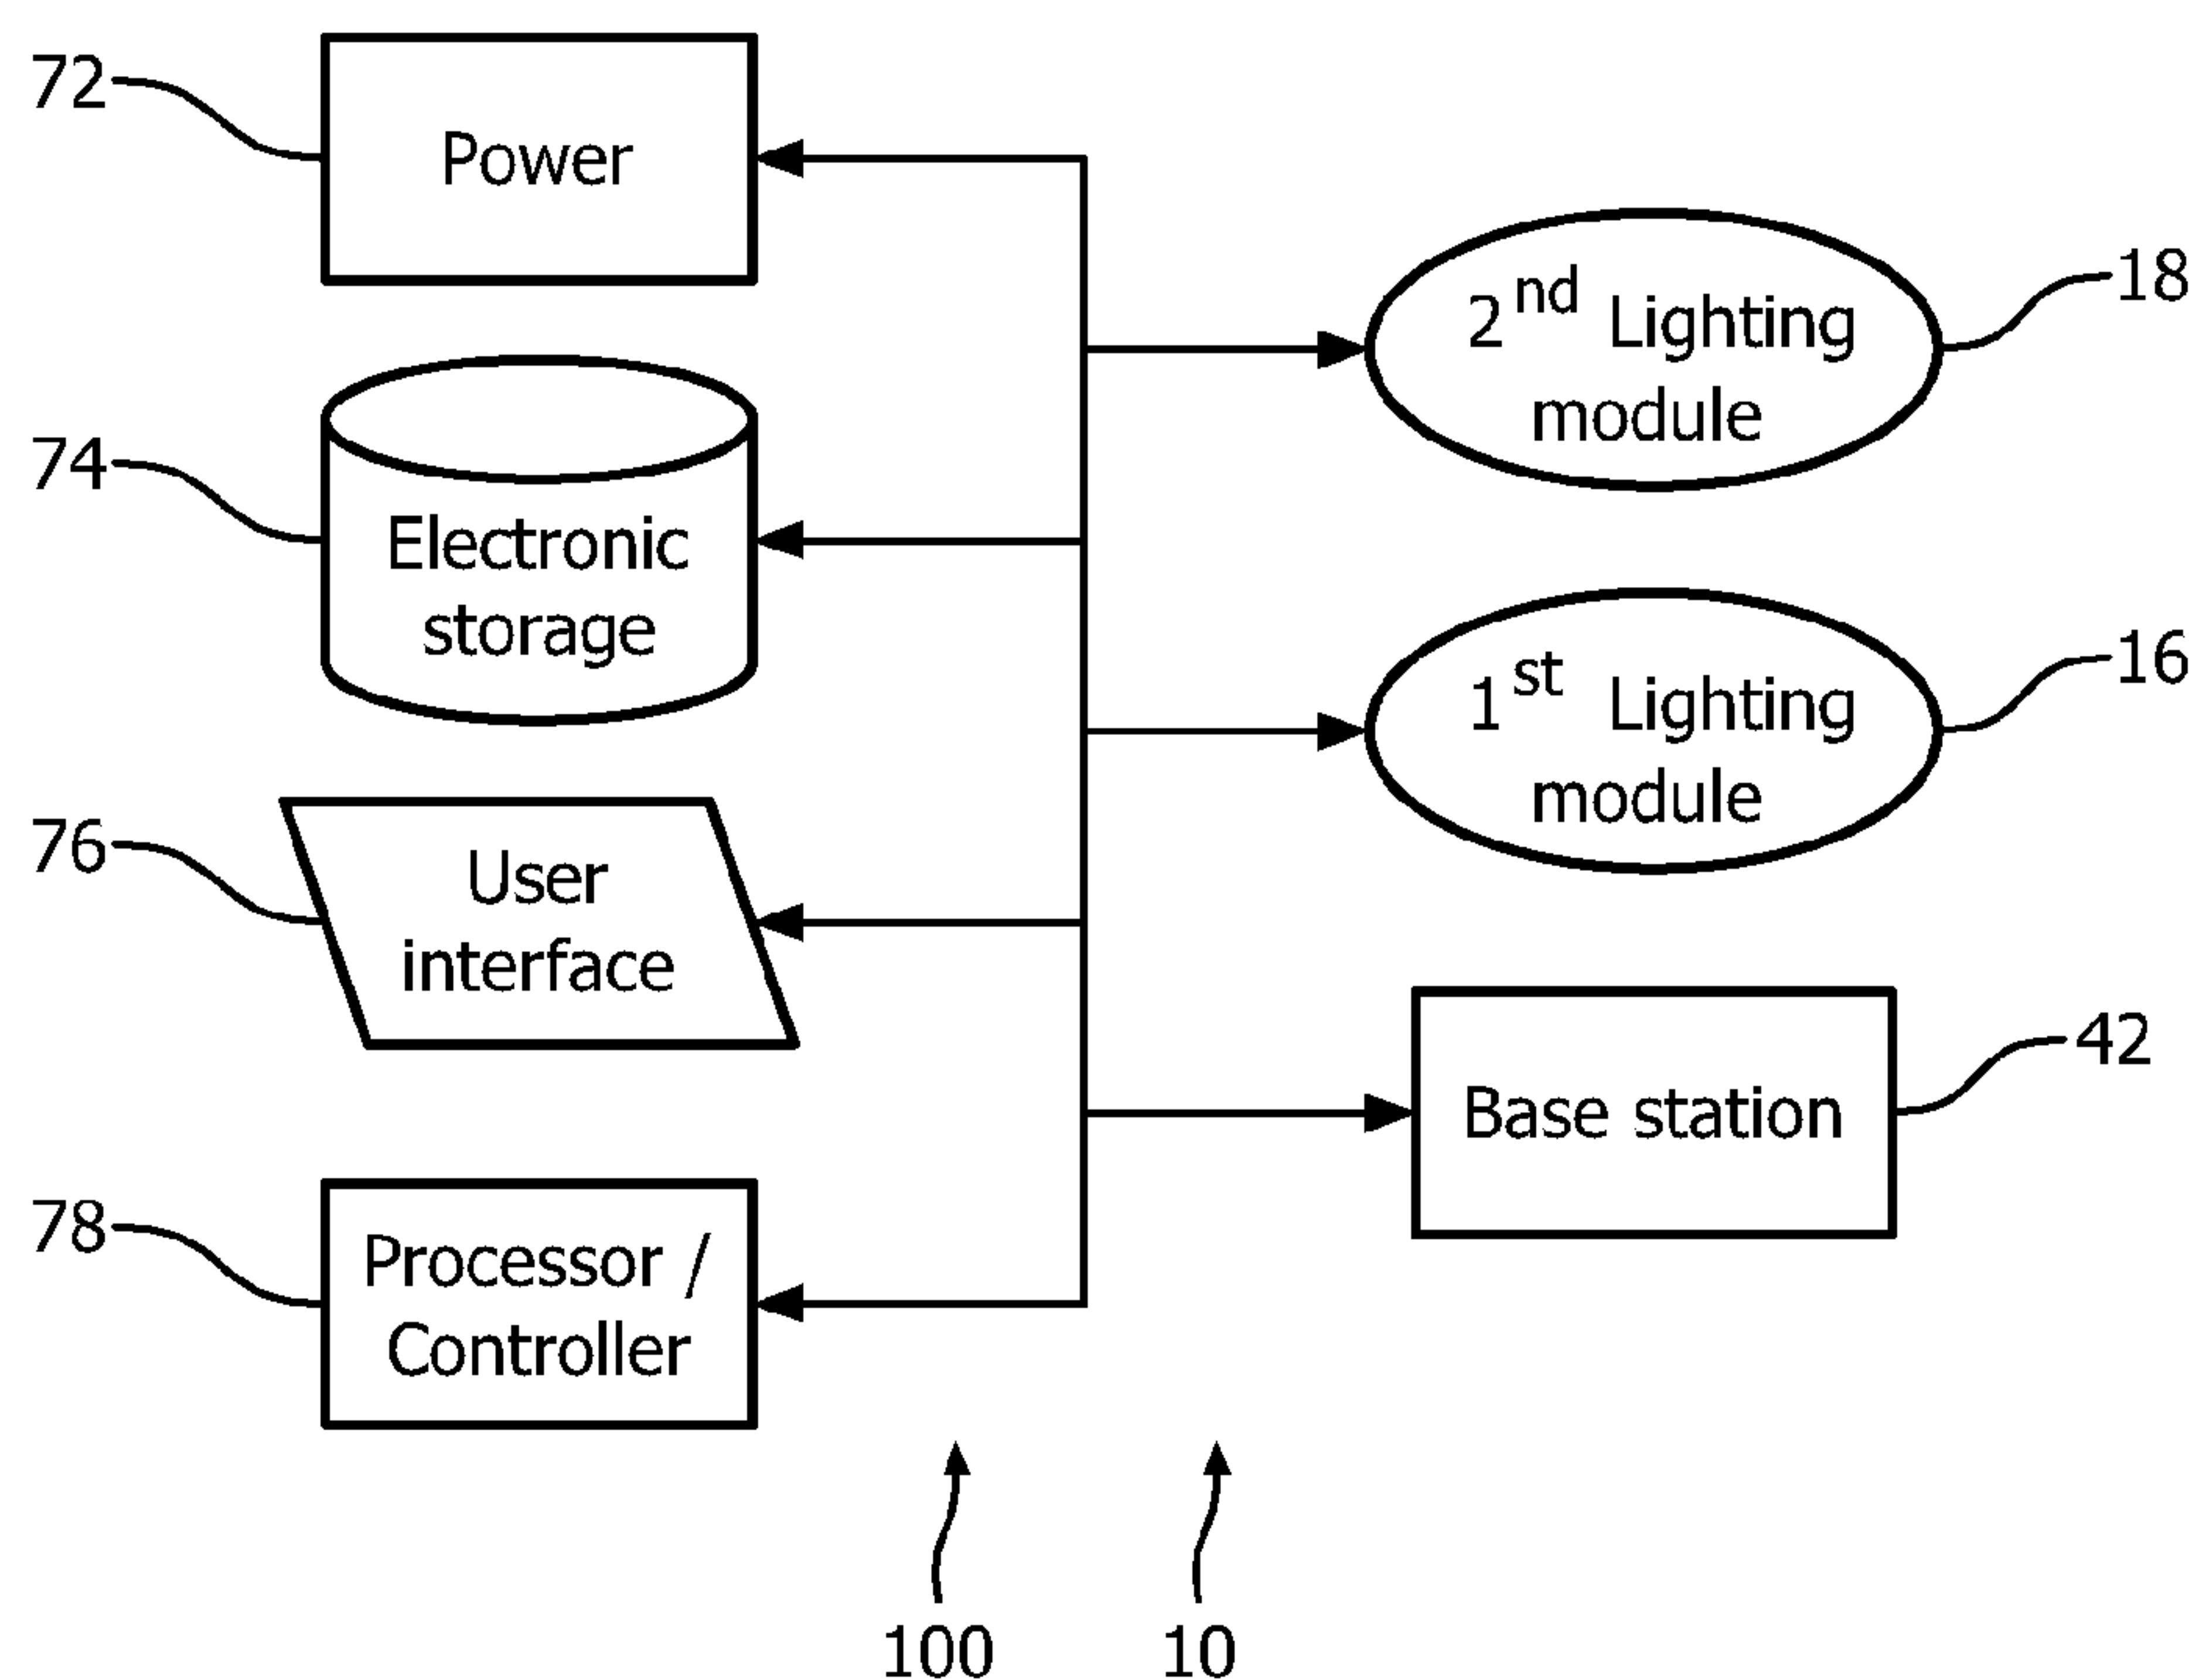 72
Power
2nd Lighting
module
18
74
Electronic
storage
1st Lighting
module
16
76
User
interface
Base station
42
78
Processor /
Controller
100
10